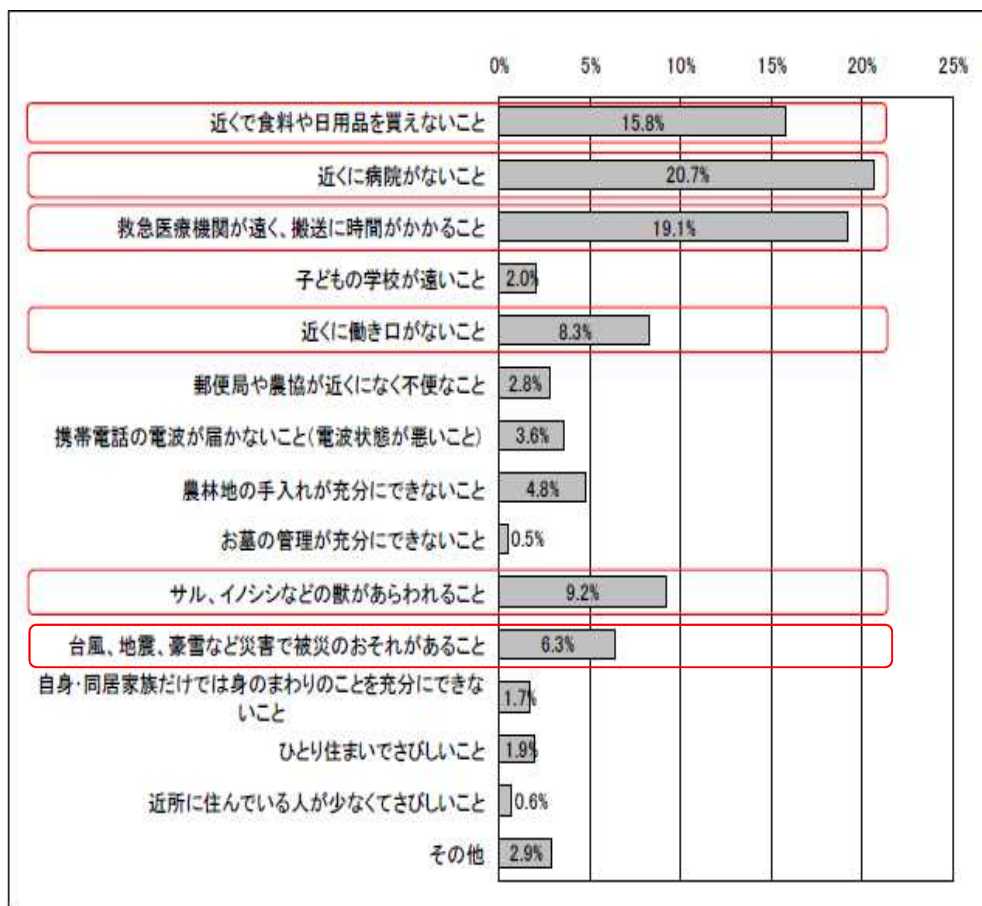 0% 5% 10% 15% 20% 25%
近くで食料や日用品を買えないこと 15.8%
近くに病院がないこと 20.7%
救急医療機関が遠く、搬送に時間がかかること 19.1%
子どもの学校が遠いこと 2.0%
近くに働き口がないこと 8.3%
郵便局や農協が近くになく不便なこと 2.8%
携帯電話の電波が届かないこと(電波状態が悪いこと) 3.6%
農林地の手入れが充分にできないこと 4.8%
お墓の管理が充分にできないこと 0.5%
サル、イノシシなどの獣があらわれること 9.2%
台風、地震、豪雪など災害で被災のおそれがあること 6.3%
自身・同居家族だけでは身のまわりのことを充分にできな
いこと 1.7%
ひとり住まいでさびしいこと 1.9%
近所に住んでいる人が少なくてさびしいこと 0.6%
その他 2.9%